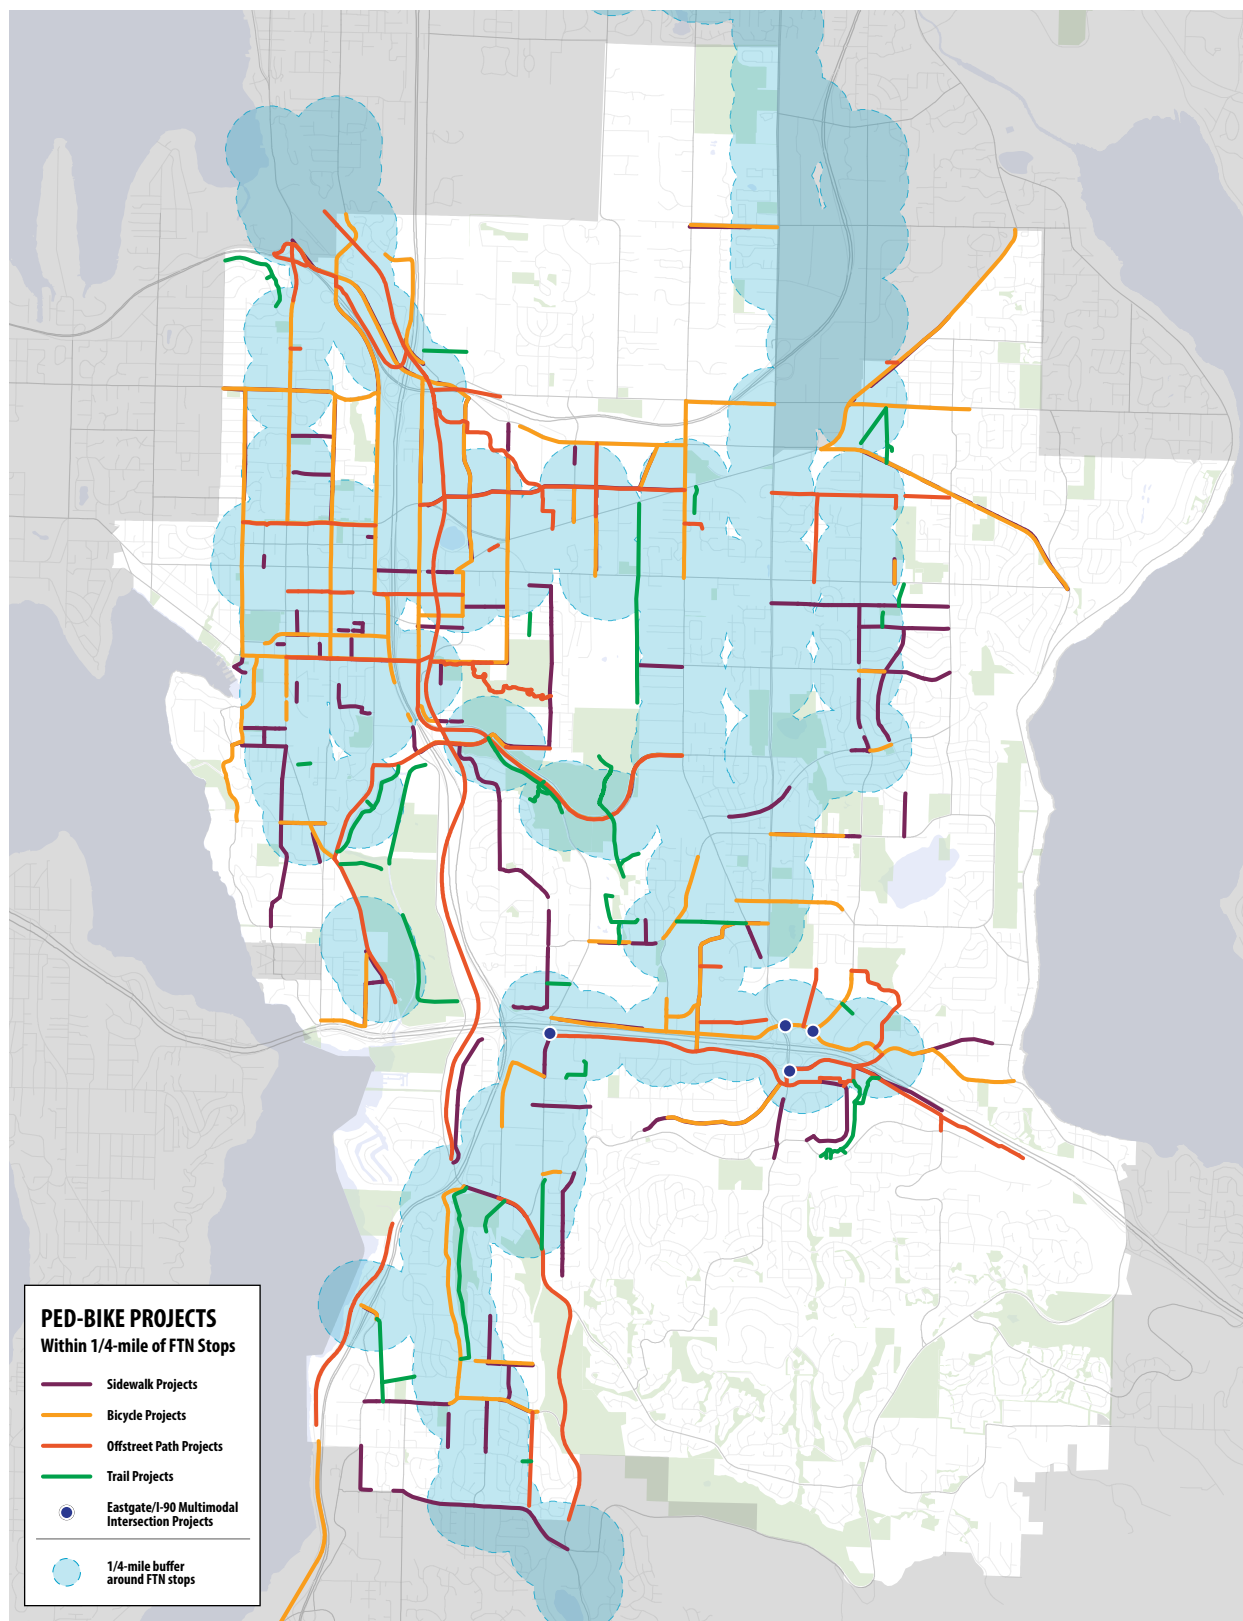 PED-BIKE PROJECTS
Within 1/4-mile of FTN Stops
Sidewalk Projects
Bicycle Projects
Offstreet Path Projects
Trail Projects
Eastgate/I-90 Multimodal
Intersection Projects
1/4-mile buffer
around FTN stops